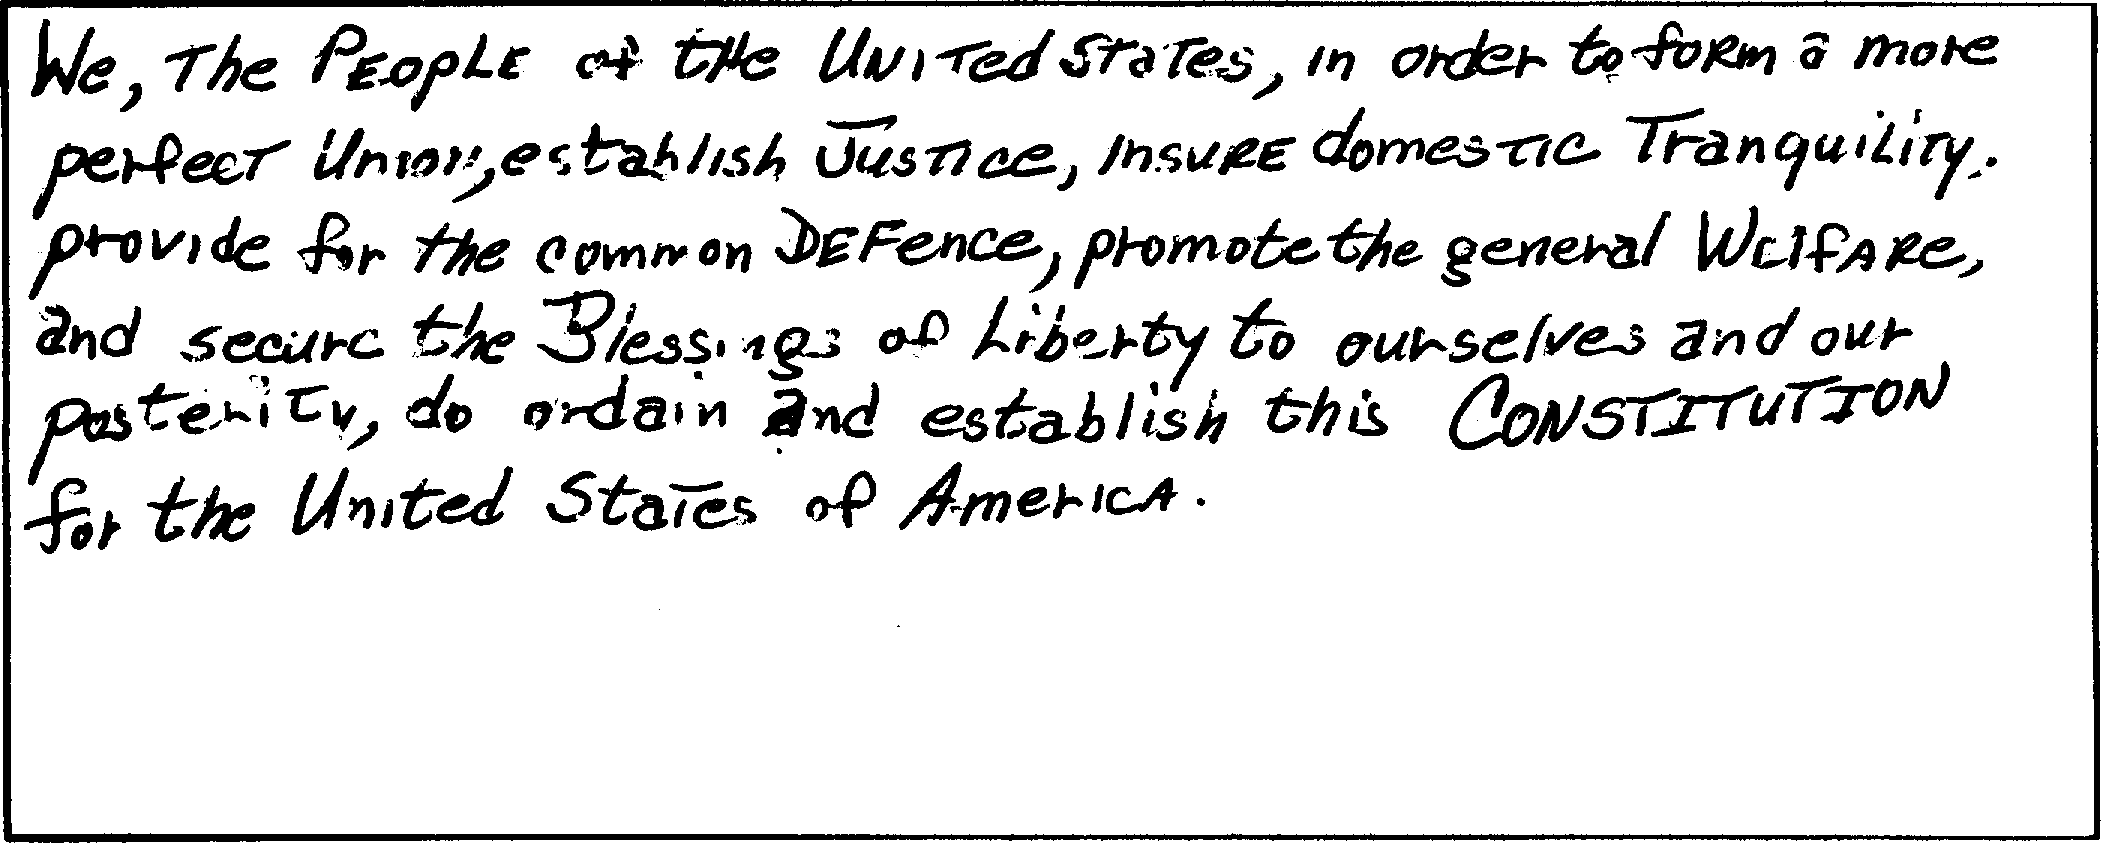 We, The PEOPLE of tHe UNITed STaTes, in order to foRm a more
perfect Union, establish JusTice, InsuRE domesTic Tranquility.
provide for the common DEFence, promote the general WelfARe,
and secure the Blessings of Liberty to ourselves and our
posterity, do ordain and establish this CONSTITUTION
for the United States of AmericA.